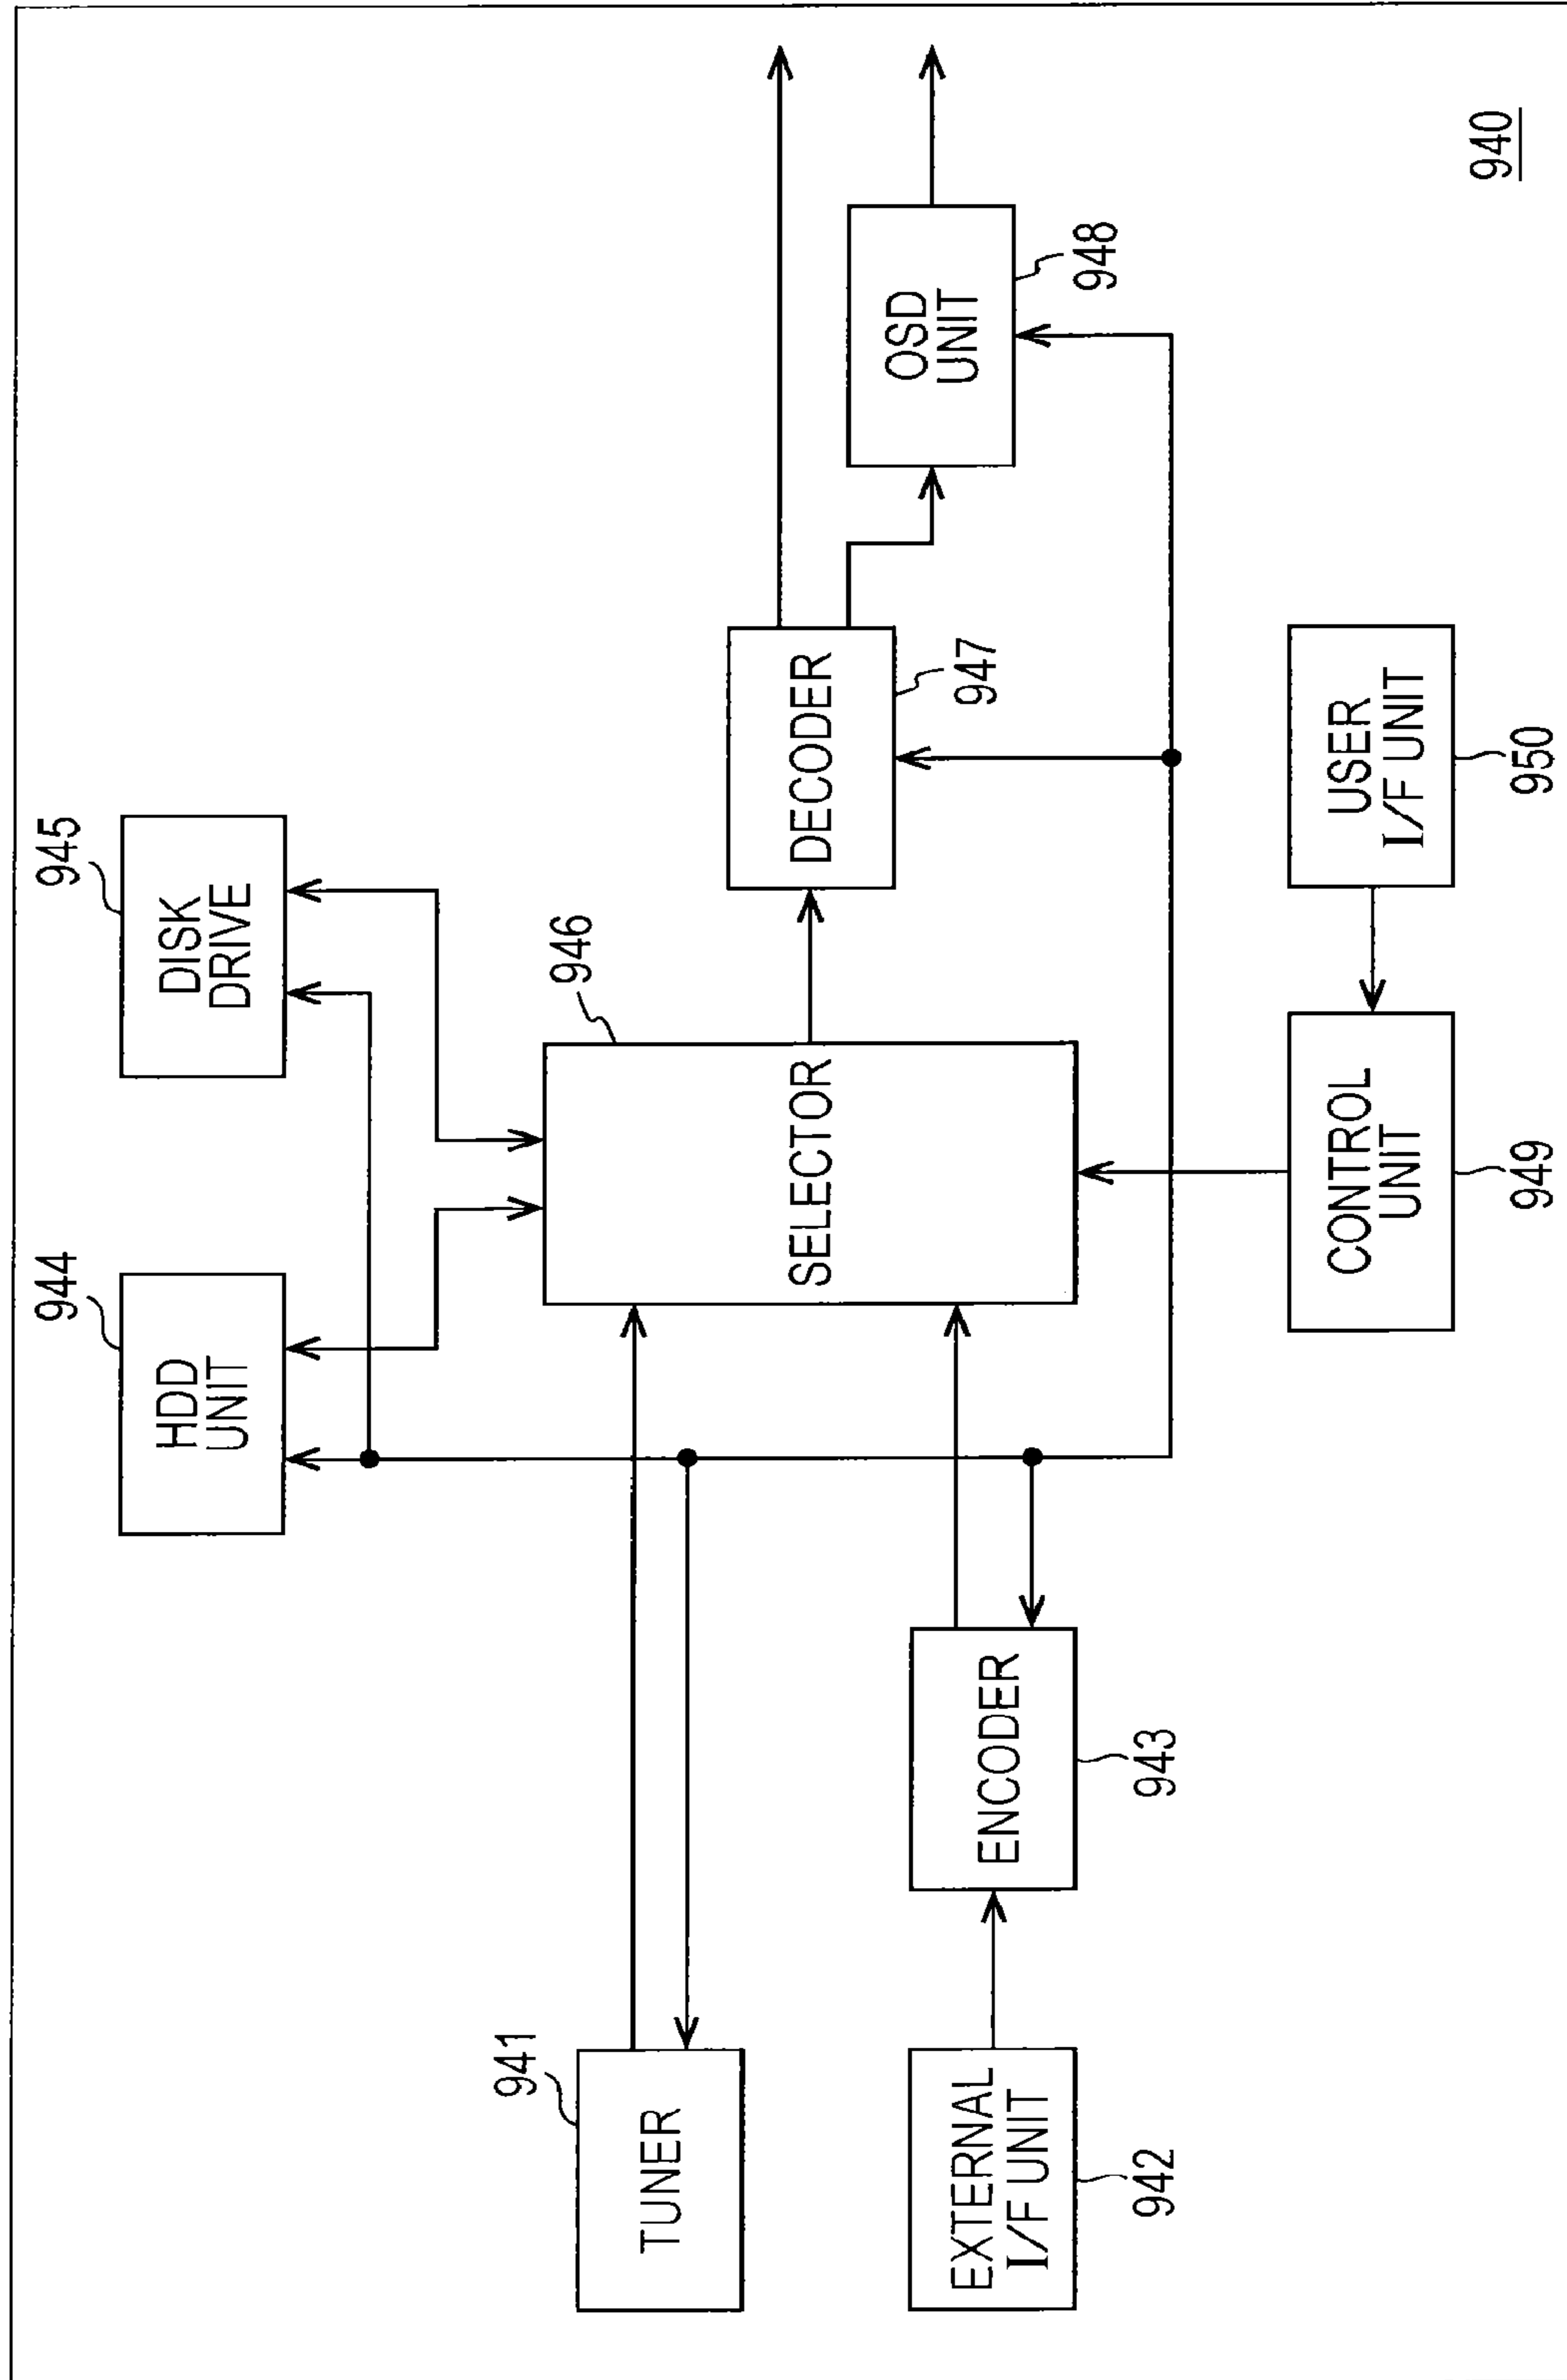 944
HDD
UNIT
945
DISK
DRIVE
941
TUNER
946
SELECTOR
DECODER
947
OSD
UNIT
948
EXTERNAL
I/F UNIT
942
ENCODER
943
CONTROL
UNIT
949
USER
I/F UNIT
950
940